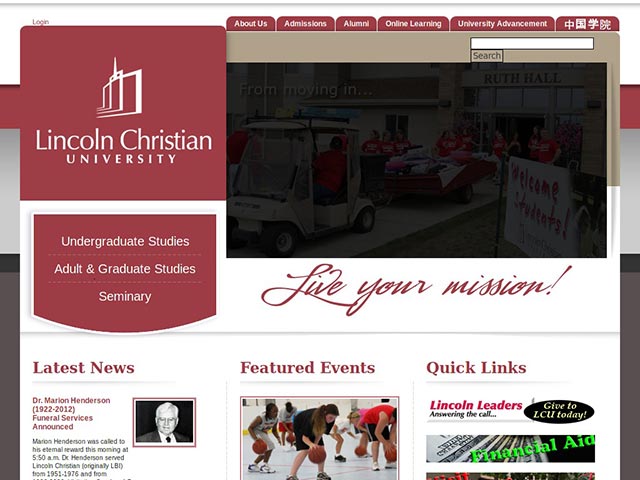 Login
About Us
Admissions
Alumni
Online Learning
University Advancement
中国学院
Search
Lincoln Christian
UNIVERSITY
From moving in...
RUTH HALL
Welcome
Students!
Undergraduate Studies
Adult & Graduate Studies
Seminary
Live your mission!
Latest News
Dr. Marion Henderson
(1922-2012)
Funeral Services
Announced
Marion Henderson was called to
his eternal reward this morning at
5:50 a.m. Dr. Henderson served
Lincoln Christian (originally LBI)
from 1951-1976 and from
Featured Events
Quick Links
Lincoln Leaders
Answering the call...
Give to
LCU today!
Financial Aid